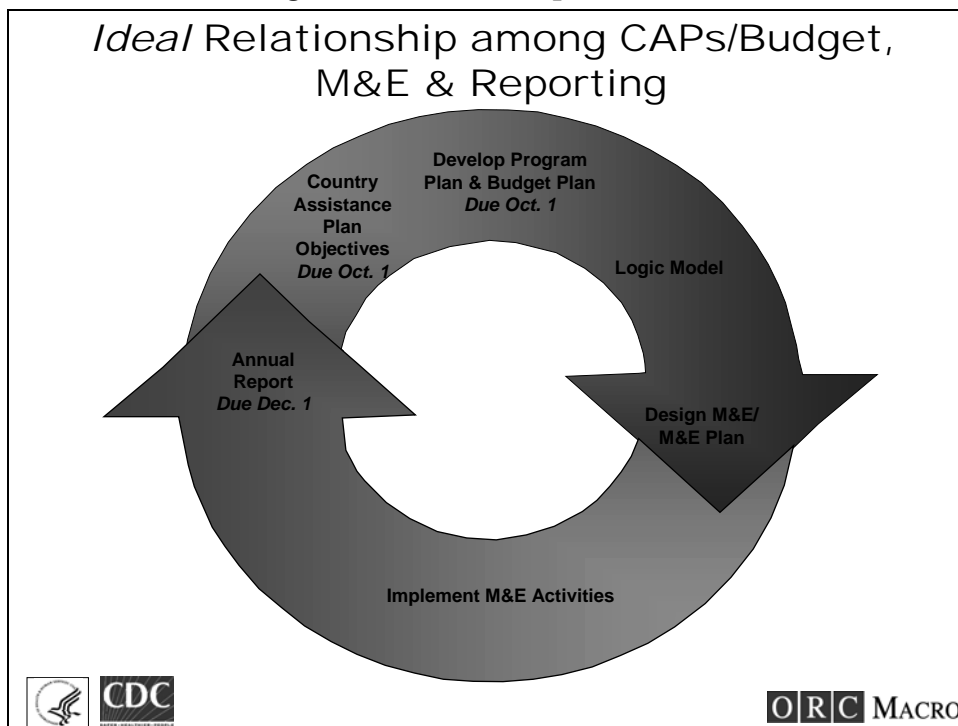 Ideal Relationship among CAPs/Budget,
M&E & Reporting
Develop Program
Plan & Budget Plan
Due Oct. 1
Country
Assistance
Plan
Objectives
Due Oct. 1
Logic Model
Annual
Report
Due Dec. 1
Design M&E/
M&E Plan
Implement M&E Activities
CDC
ORC MACRO